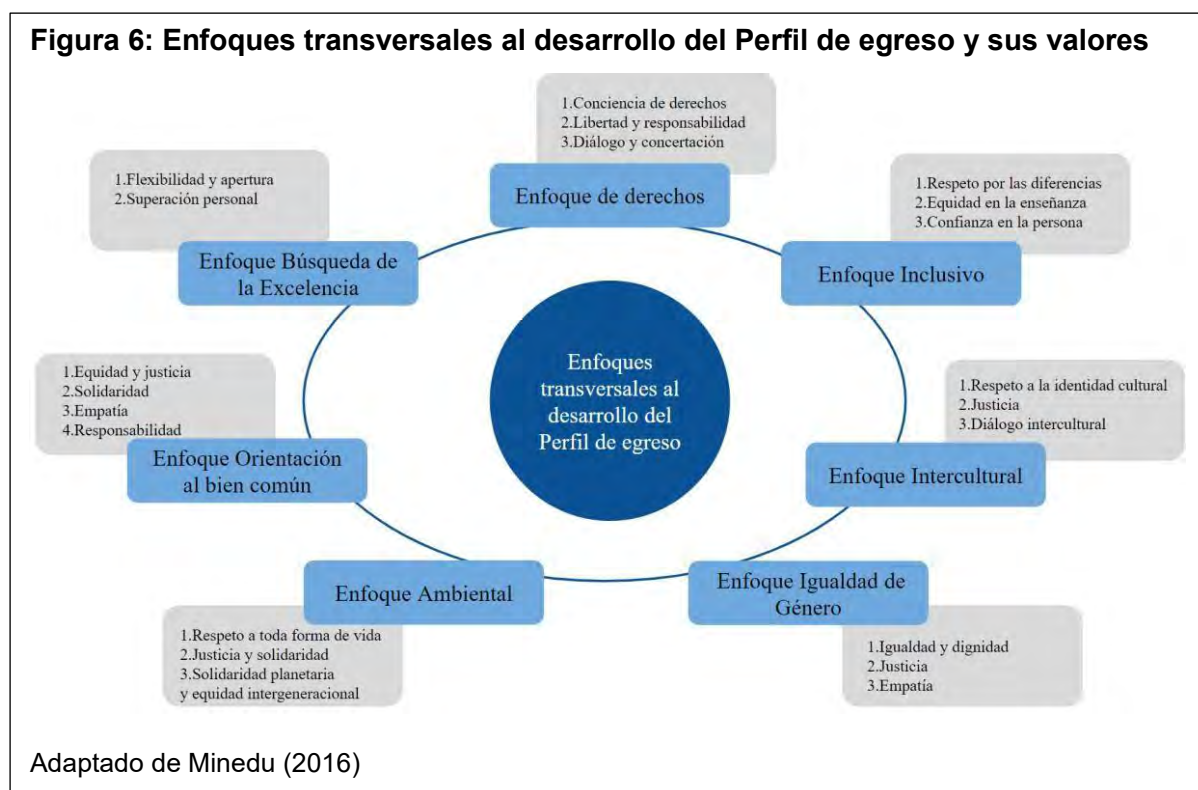 Figura 6: Enfoques transversales al desarrollo del Perfil de egreso y sus valores
1.Conciencia de derechos
2.Libertad y responsabilidad
3.Diálogo y concertación
Enfoque de derechos
1.Respeto por las diferencias
2.Equidad en la enseñanza
3.Confianza en la persona
Enfoque Inclusivo
1.Respeto a la identidad cultural
2.Justicia
3.Diálogo intercultural
Enfoque Intercultural
Enfoque Igualdad de
Género
1.Igualdad y dignidad
2.Justicia
3.Empatía
Enfoque Ambiental
1.Respeto a toda forma de vida
2.Justicia y solidaridad
3.Solidaridad planetaria
y equidad intergeneracional
1.Equidad y justicia
2.Solidaridad
3.Empatía
4.Responsabilidad
Enfoque Orientación
al bien común
1.Flexibilidad y apertura
2.Superación personal
Enfoque Búsqueda de
la Excelencia
Enfoques
transversales al
desarrollo del
Perfil de egreso
Adaptado de Minedu (2016)